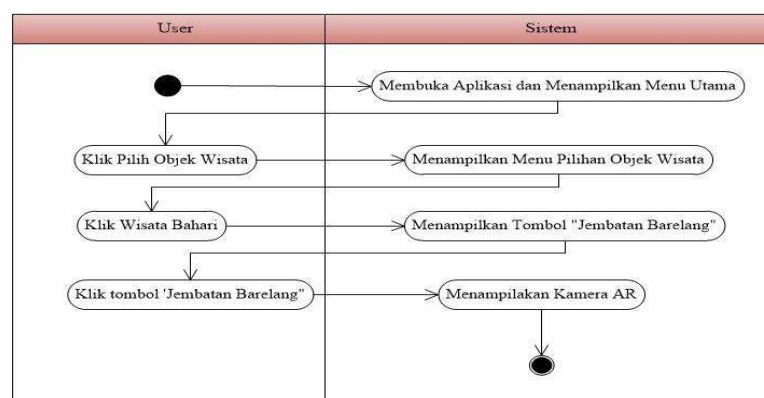 User
Sistem
Membuka Aplikasi dan Menampilkan Menu Utama
Klik Pilih Objek Wisata
Menampilkan Menu Pilihan Objek Wisata
Klik Wisata Bahari
Menampilkan Tombol "Jembatan Barelang"
Klik tombol 'Jembatan Barelang"
Menampilakan Kamera AR